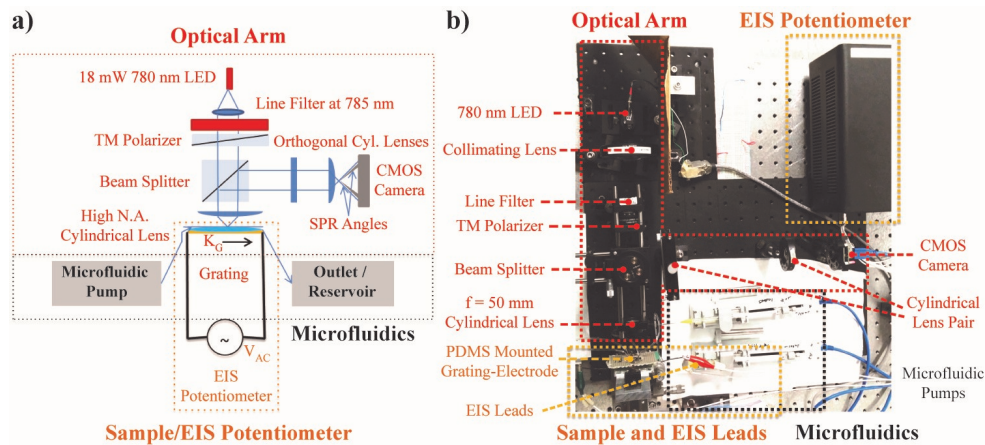 a)
Optical Arm
18 mW 780 nm LED
Line Filter at 785 nm
TM Polarizer
Orthogonal Cyl. Lenses
Beam Splitter
CMOS
Camera
SPR Angles
High N.A.
Cylindrical Lens
K_G
Grating
Microfluidic
Pump
Outlet /
Reservoir
Microfluidics
~
V_AC
EIS
Potentiometer
Sample/EIS Potentiometer
b)
Optical Arm
EIS Potentiometer
780 nm LED
Collimating Lens
Line Filter
TM Polarizer
Beam Splitter
f = 50 mm
Cylindrical Lens
PDMS Mounted
Grating-Electrode
EIS Leads
CMOS
Camera
Cylindrical
Lens Pair
Microfluidic
Pumps
Sample and EIS Leads
Microfluidics